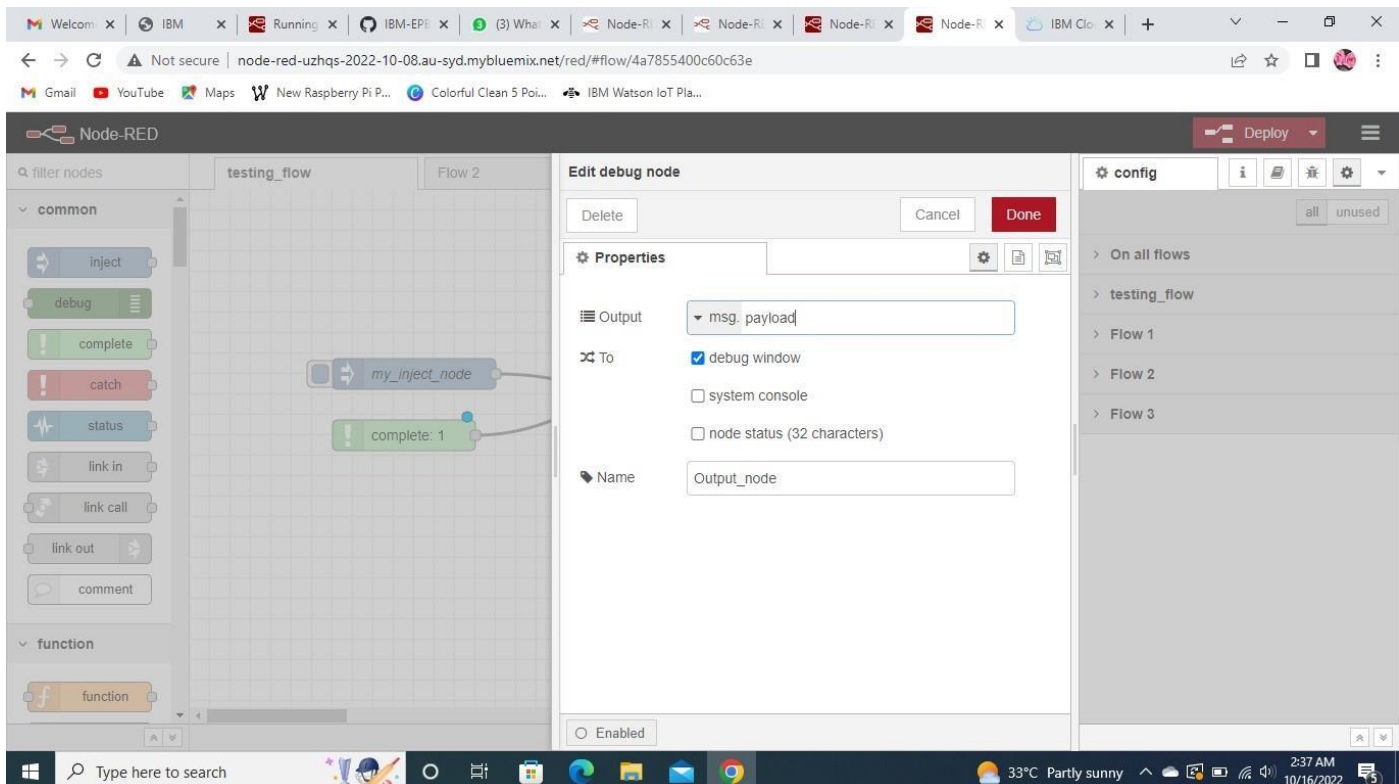 Welcom
IBM
Running
IBM-EPB
(3) What
Node-R
Node-R
Node-R
Node-R
IBM Clo
Not secure | node-red-uzhqs-2022-10-08.au-syd.mybluemix.net/red/#flow/4a7855400c60c63e
Gmail YouTube Maps New Raspberry Pi P... Colorful Clean 5 Poi... IBM Watson IoT Pla...
Node-RED Deploy
filter nodes
common
inject
debug
complete
catch
status
link in
link call
link out
comment
function
function
testing_flow Flow 2
my_inject_node
complete: 1
Edit debug node
Delete Cancel Done
Properties
Output msg. payload
To debug window
system console
node status (32 characters)
Name Output_node
Enabled
config i
all unused
On all flows
testing_flow
Flow 1
Flow 2
Flow 3
Type here to search
33°C Partly sunny
2:37 AM
10/16/2022